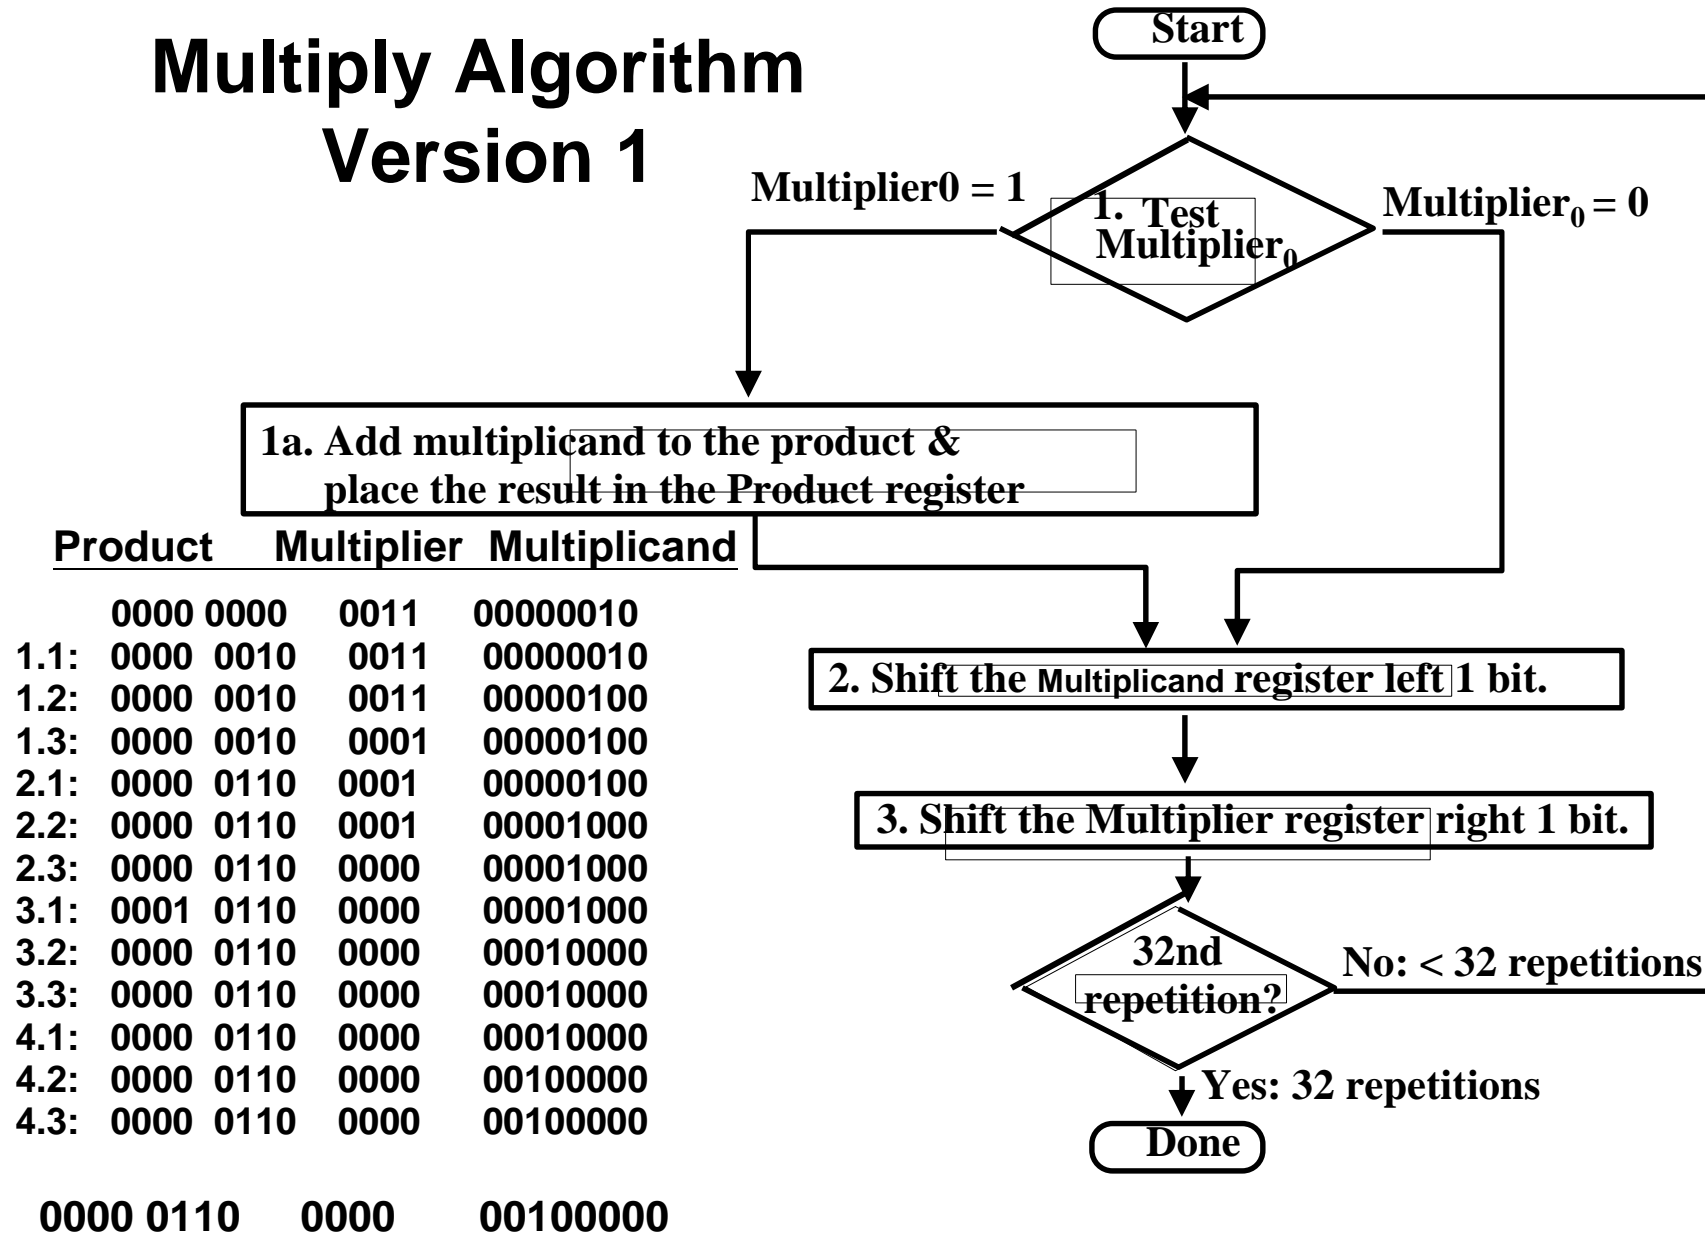 Multiply Algorithm
Version 1
Start
Multiplier0 = 1
1. Test
Multiplier₀
Multiplier₀ = 0
1a. Add multiplicand to the product &
place the result in the Product register
Product Multiplier Multiplicand
0000 0000 0011 00000010
1.1: 0000 0010 0011 00000010
1.2: 0000 0010 0011 00000100
1.3: 0000 0010 0001 00000100
2.1: 0000 0110 0001 00000100
2.2: 0000 0110 0001 00001000
2.3: 0000 0110 0000 00001000
3.1: 0001 0110 0000 00001000
3.2: 0000 0110 0000 00010000
3.3: 0000 0110 0000 00010000
4.1: 0000 0110 0000 00010000
4.2: 0000 0110 0000 00100000
4.3: 0000 0110 0000 00100000
0000 0110 0000 00100000
2. Shift the Multiplicand register left 1 bit.
3. Shift the Multiplier register right 1 bit.
32nd
repetition?
No: < 32 repetitions
Yes: 32 repetitions
Done